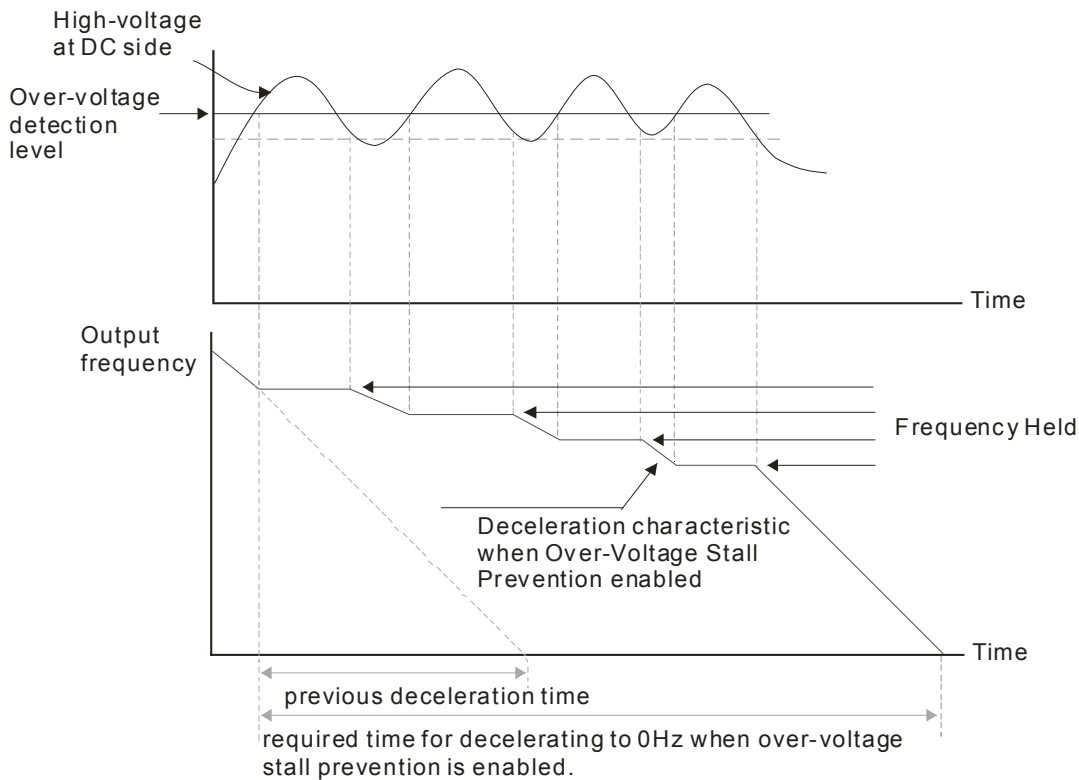 High-voltage
at DC side
Over-voltage
detection
level
Time
Output
frequency
Frequency Held
Deceleration characteristic
when Over-Voltage Stall
Prevention enabled
Time
previous deceleration time
required time for decelerating to 0Hz when over-voltage
stall prevention is enabled.